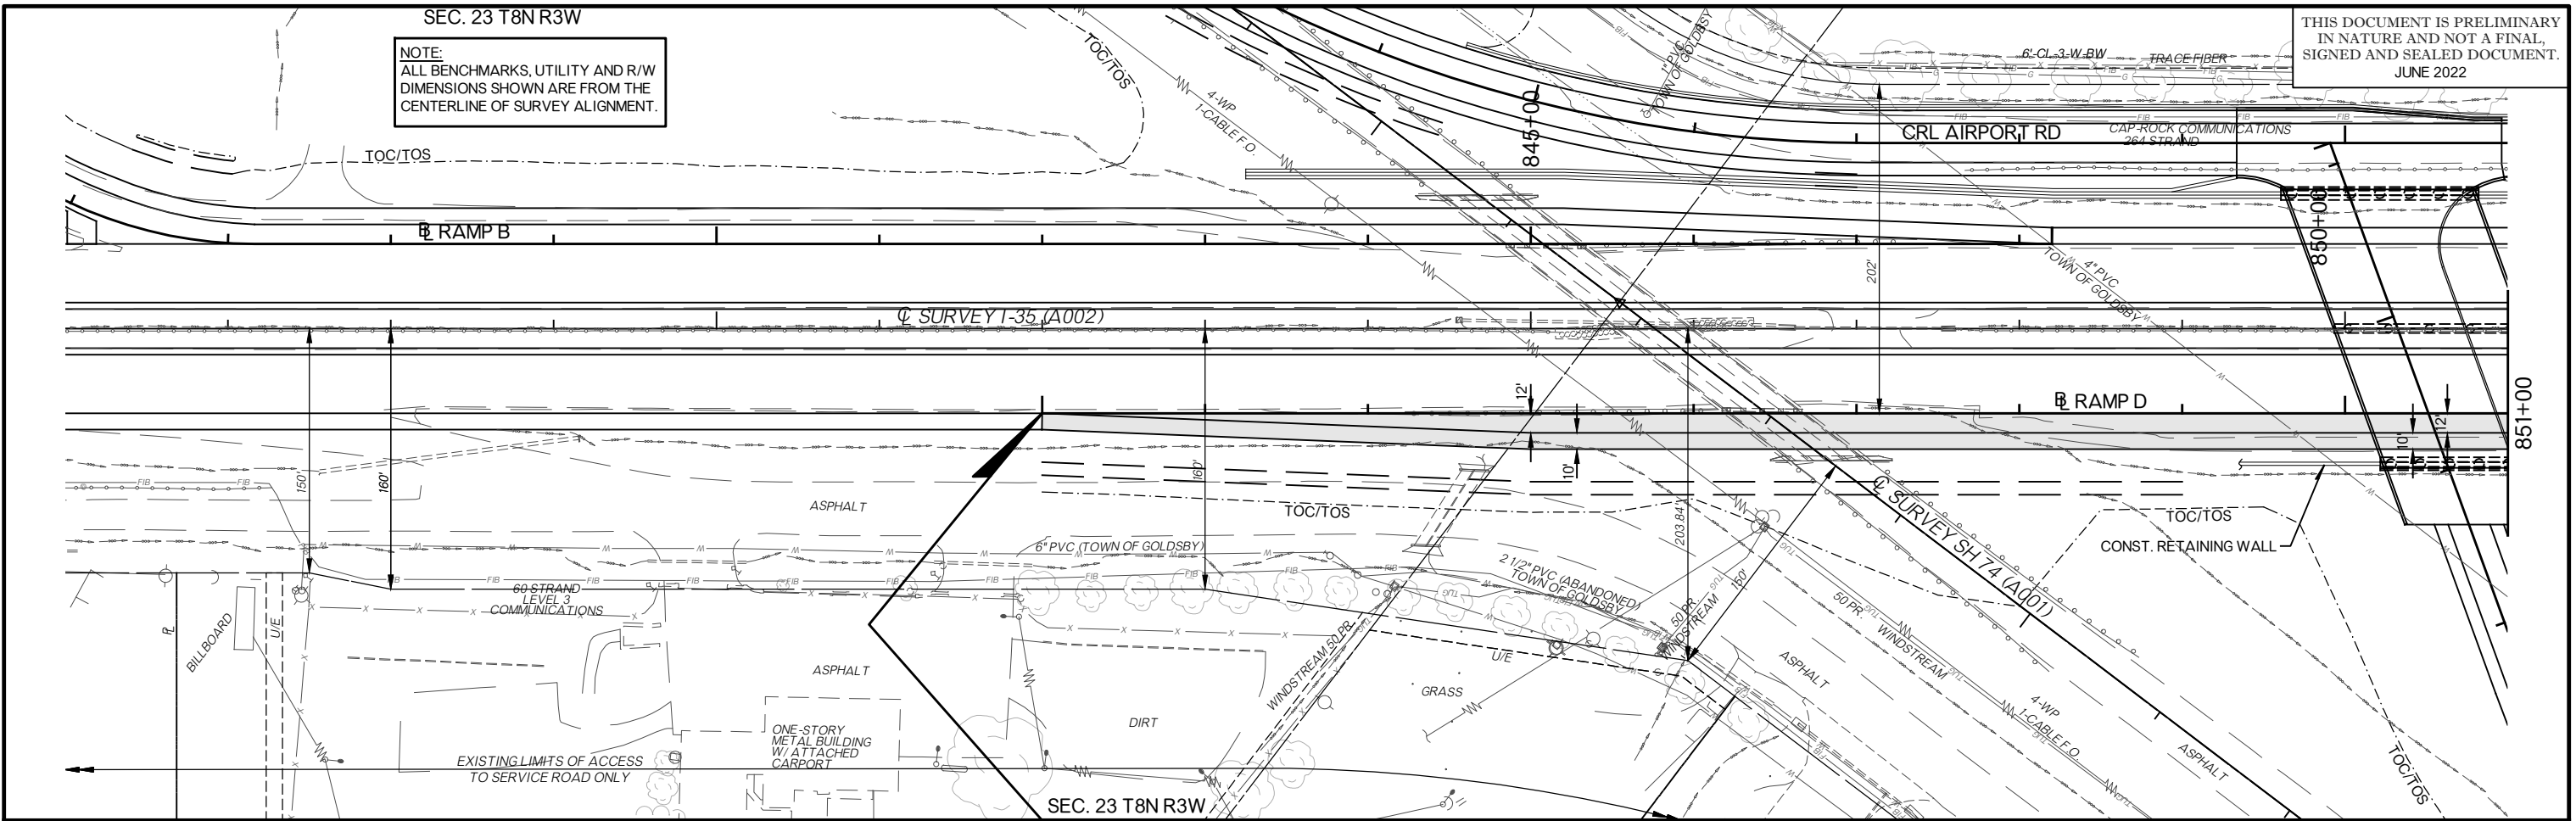 SEC. 23 T8N R3W
NOTE:
ALL BENCHMARKS, UTILITY AND R/W
DIMENSIONS SHOWN ARE FROM THE
CENTERLINE OF SURVEY ALIGNMENT.
THIS DOCUMENT IS PRELIMINARY
IN NATURE AND NOT A FINAL,
SIGNED AND SEALED DOCUMENT.
JUNE 2022
TOC/TOS
TOC/TOS
4-WP
1-CABLE F.O.
1" PVC
TOWN OF GOLDSBY
6'-CL-3-W-BW
TRACE FIBER
845+00
CRL AIRPORT RD
CAP-ROCK COMMUNICATIONS
264 STRAND
℄ RAMP B
202'
4" PVC
TOWN OF GOLDSBY
850+00
℄ SURVEY I-35 (A002)
12'
℄ RAMP D
851+00
150'
160'
160'
10'
203.84'
10'
12'
ASPHALT
TOC/TOS
℄ SURVEY SH 74 (A001)
TOC/TOS
CONST. RETAINING WALL
6" PVC (TOWN OF GOLDSBY)
60 STRAND
LEVEL 3
COMMUNICATIONS
2 1/2" PVC (ABANDONED)
TOWN OF GOLDSBY
150'
50 PR.
WINDSTREAM
50 PR. WINDSTREAM
BILLBOARD
U/E
WINDSTREAM 50 PR.
U/E
ASPHALT
ASPHALT
GRASS
DIRT
ONE-STORY
METAL BUILDING
W/ ATTACHED
CARPORT
4-WP
1-CABLE F.O.
ASPHALT
TOC/TOS
EXISTING LIMITS OF ACCESS
TO SERVICE ROAD ONLY
SEC. 23 T8N R3W